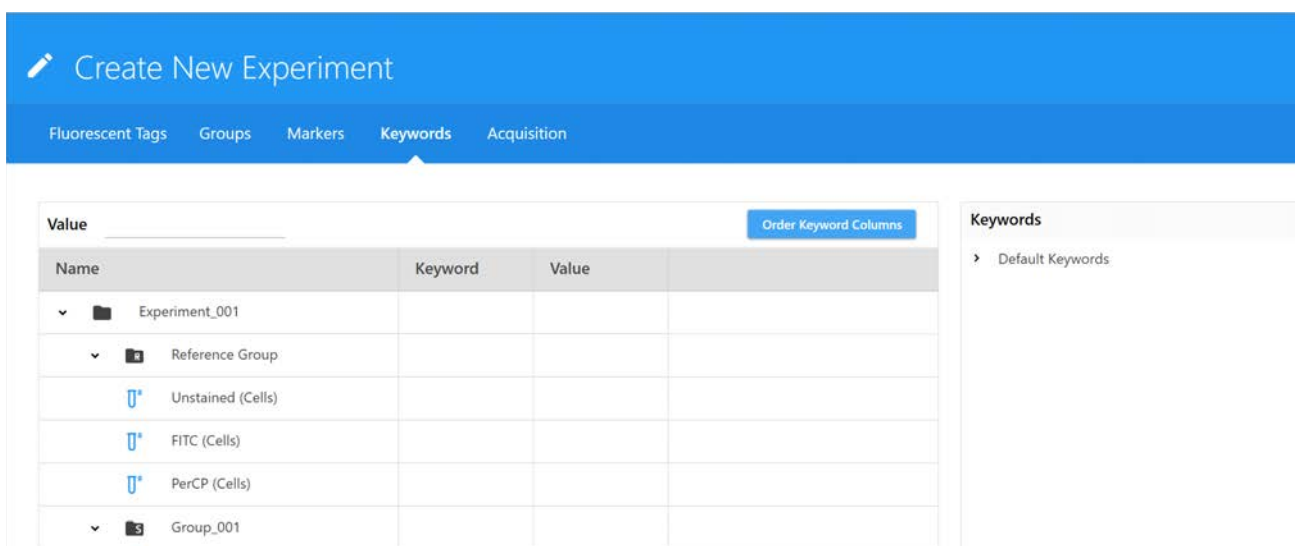 Create New Experiment
Fluorescent Tags Groups Markers Keywords Acquisition
Value Order Keyword Columns
Name Keyword Value
Experiment_001
R Reference Group
Unstained (Cells)
FITC (Cells)
PerCP (Cells)
S Group_001
Keywords
Default Keywords